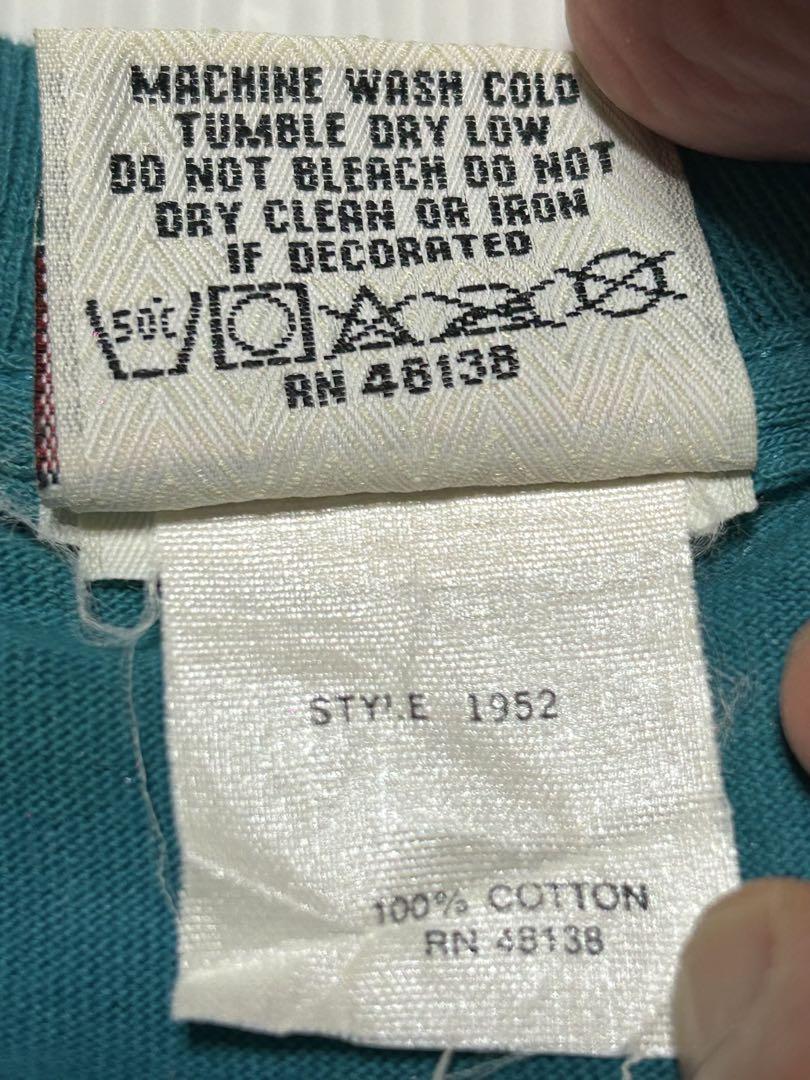 MACHINE WASH COLD
TUMBLE DRY LOW
DO NOT BLEACH DO NOT
DRY CLEAN OR IRON
IF DECORATED
50C
RN 48138
STYLE 1952
100% COTTON
RN 48138